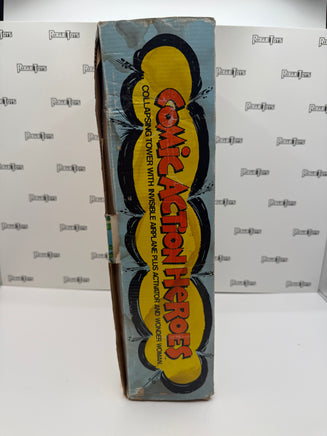 COMIC ACTION HEROES
COLLAPSING TOWER WITH INVISIBLE AIRPLANE PLUS ACTIVATOR AND WONDER WOMAN.